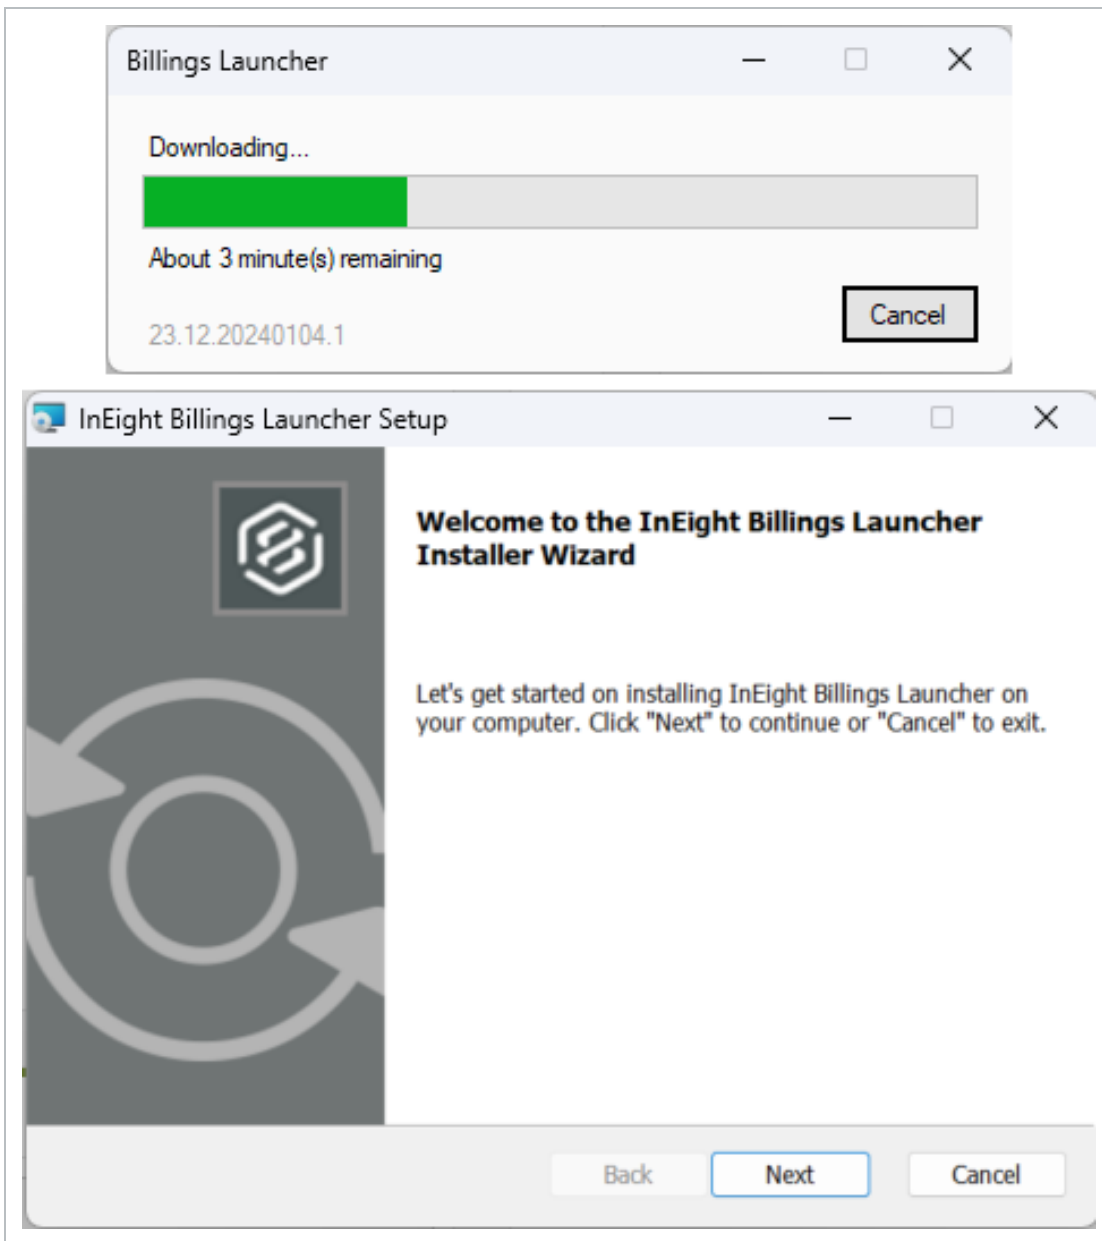 Billings Launcher
Downloading...
About 3 minute(s) remaining
Cancel
23.12.20240104.1
InEight Billings Launcher Setup
Welcome to the InEight Billings Launcher
Installer Wizard
Let's get started on installing InEight Billings Launcher on
your computer. Click "Next" to continue or "Cancel" to exit.
Back
Next
Cancel